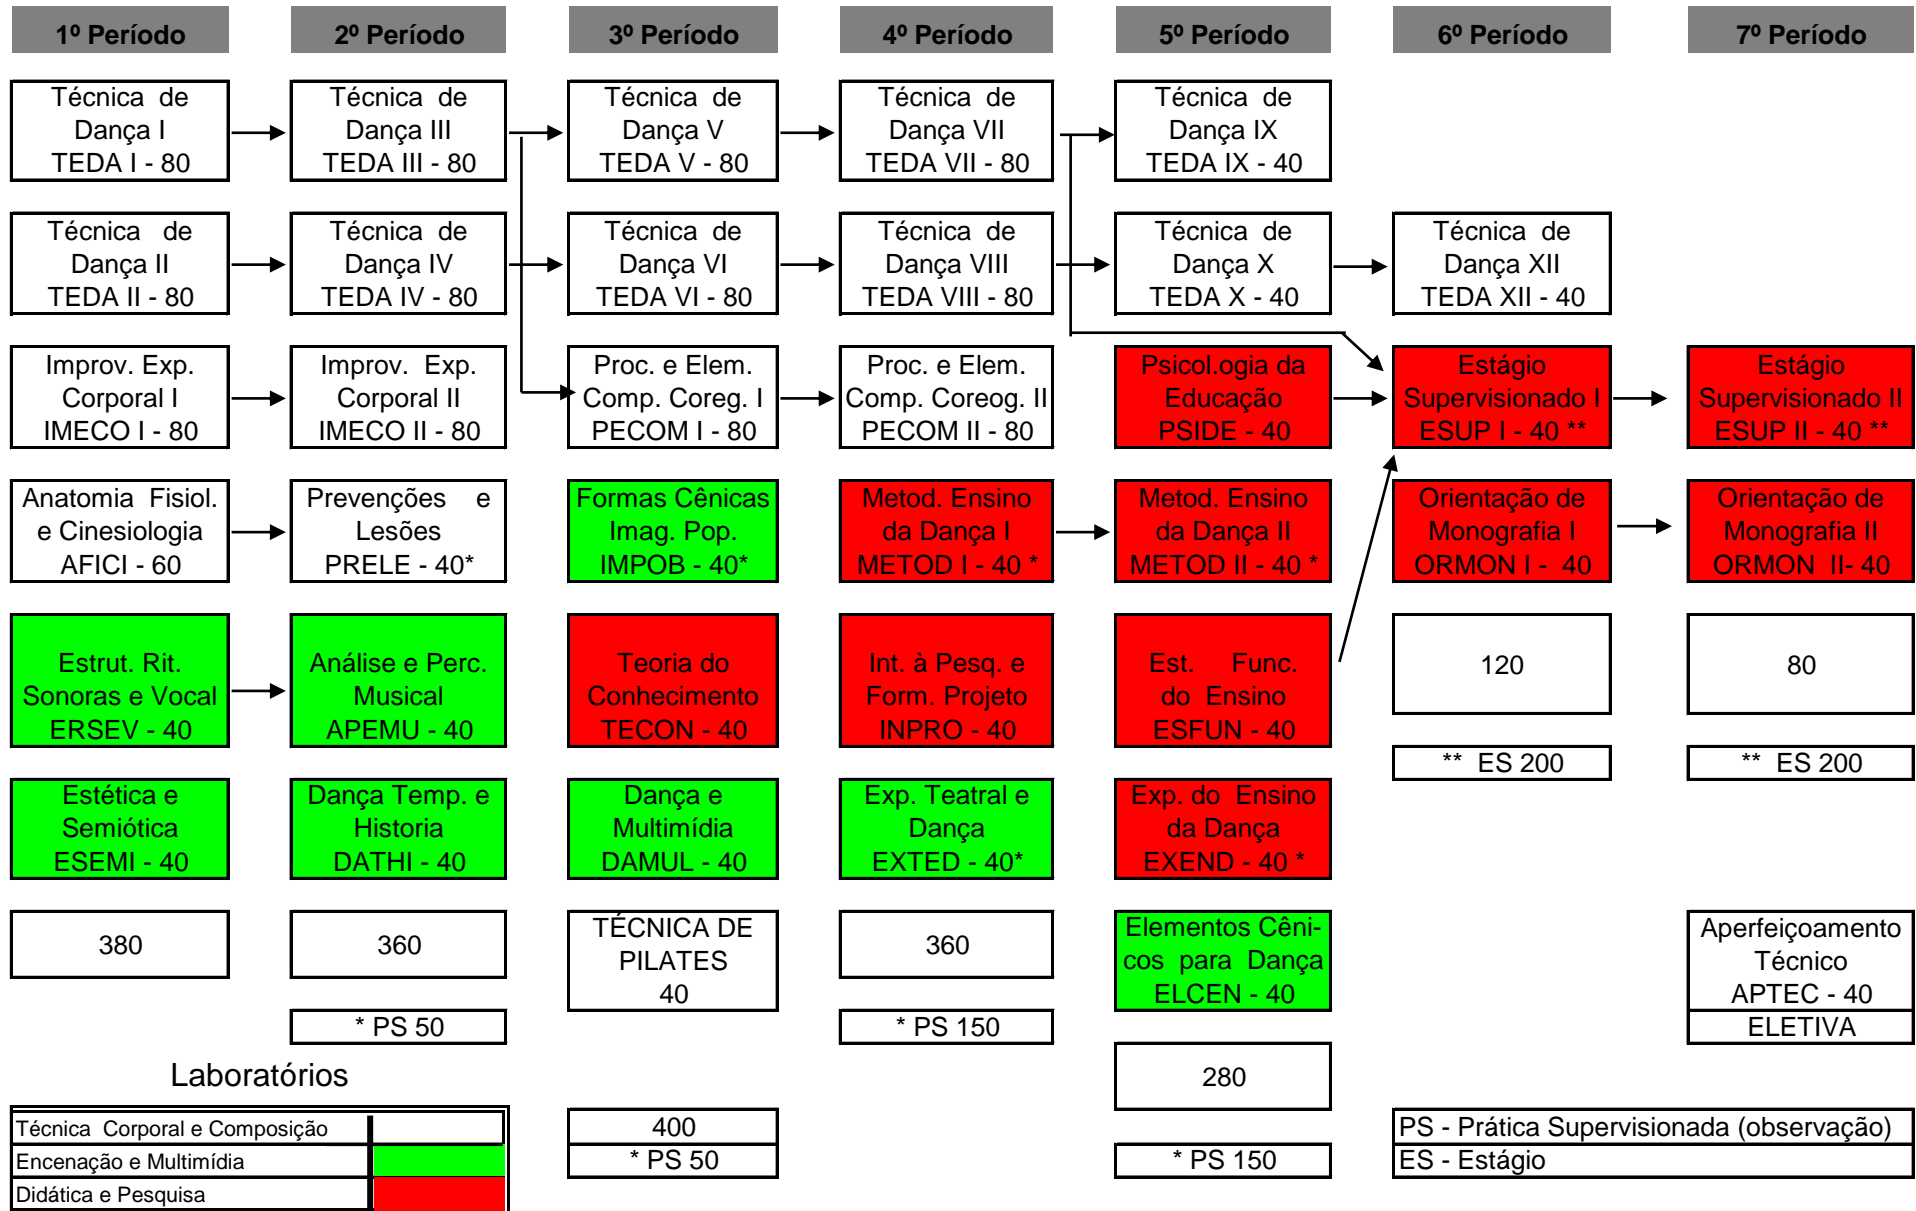 1º Período
2º Período
3º Período
4º Período
5º Período
6º Período
7º Período
Técnica de
Dança I
TEDA I - 80
Técnica de
Dança III
TEDA III - 80
Técnica de
Dança V
TEDA V - 80
Técnica de
Dança VII
TEDA VII - 80
Técnica de
Dança IX
TEDA IX - 40
Técnica de
Dança II
TEDA II - 80
Técnica de
Dança IV
TEDA IV - 80
Técnica de
Dança VI
TEDA VI - 80
Técnica de
Dança VIII
TEDA VIII - 80
Técnica de
Dança X
TEDA X - 40
Técnica de
Dança XII
TEDA XII - 40
Improv. Exp.
Corporal I
IMECO I - 80
Improv. Exp.
Corporal II
IMECO II - 80
Proc. e Elem.
Comp. Coreg. I
PECOM I - 80
Proc. e Elem.
Comp. Coreog. II
PECOM II - 80
Psicol.ogia da
Educação
PSIDE - 40
Estágio
Supervisionado I
ESUP I - 40 **
Estágio
Supervisionado II
ESUP II - 40 **
Anatomia Fisiol.
e Cinesiologia
AFICI - 60
Prevenções e
Lesões
PRELE - 40*
Formas Cênicas
Imag. Pop.
IMPOB - 40*
Metod. Ensino
da Dança I
METOD I - 40 *
Metod. Ensino
da Dança II
METOD II - 40 *
Orientação de
Monografia I
ORMON I - 40
Orientação de
Monografia II
ORMON II- 40
Estrut. Rit.
Sonoras e Vocal
ERSEV - 40
Análise e Perc.
Musical
APEMU - 40
Teoria do
Conhecimento
TECON - 40
Int. à Pesq. e
Form. Projeto
INPRO - 40
Est. Func.
do Ensino
ESFUN - 40
120
80
** ES 200
** ES 200
Estética e
Semiótica
ESEMI - 40
Dança Temp. e
Historia
DATHI - 40
Dança e
Multimídia
DAMUL - 40
Exp. Teatral e
Dança
EXTED - 40*
Exp. do Ensino
da Dança
EXEND - 40 *
380
360
TÉCNICA DE
PILATES
40
360
Elementos Cêni-
cos para Dança
ELCEN - 40
Aperfeiçoamento
Técnico
APTEC - 40
ELETIVA
* PS 50
* PS 150
280
Laboratórios
Técnica Corporal e Composição
Encenação e Multimídia
Didática e Pesquisa
400
* PS 50
* PS 150
PS - Prática Supervisionada (observação)
ES - Estágio